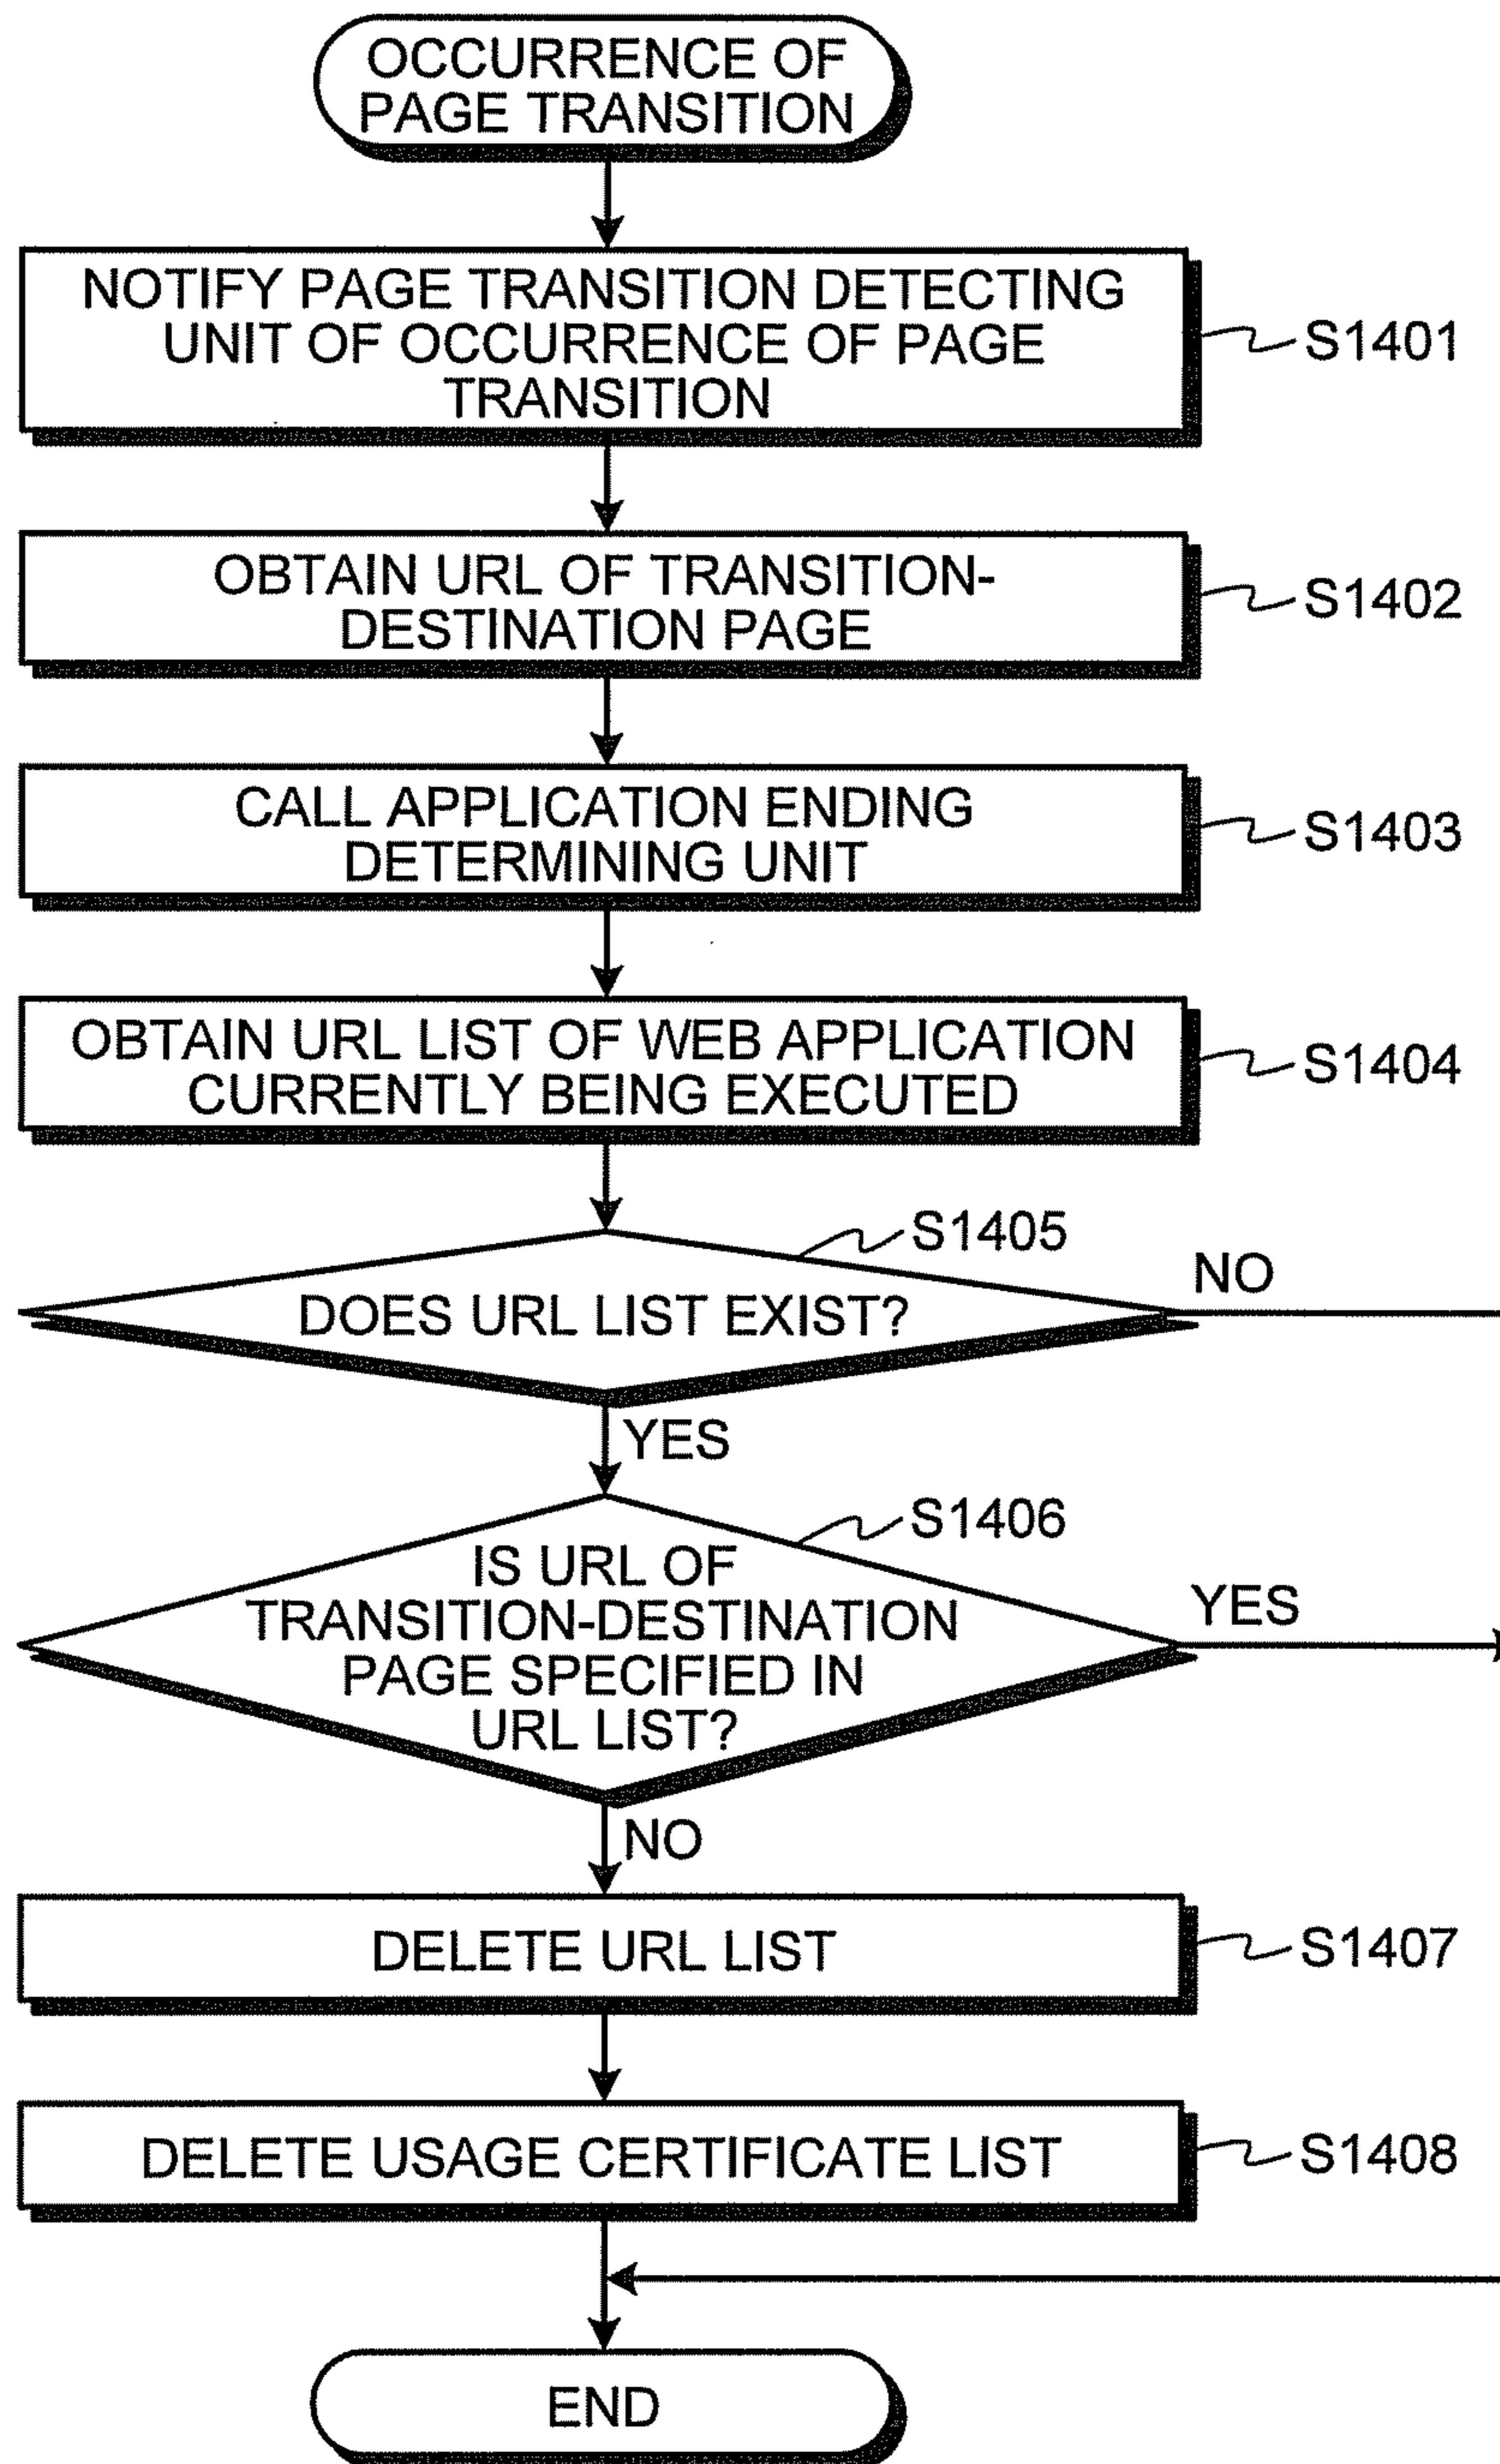 OCCURRENCE OF
PAGE TRANSITION
NOTIFY PAGE TRANSITION DETECTING
UNIT OF OCCURRENCE OF PAGE
TRANSITION
S1401
OBTAIN URL OF TRANSITION-
DESTINATION PAGE
S1402
CALL APPLICATION ENDING
DETERMINING UNIT
S1403
OBTAIN URL LIST OF WEB APPLICATION
CURRENTLY BEING EXECUTED
S1404
S1405
DOES URL LIST EXIST?
NO
YES
S1406
IS URL OF
TRANSITION-DESTINATION
PAGE SPECIFIED IN
URL LIST?
YES
NO
DELETE URL LIST
S1407
DELETE USAGE CERTIFICATE LIST
S1408
END